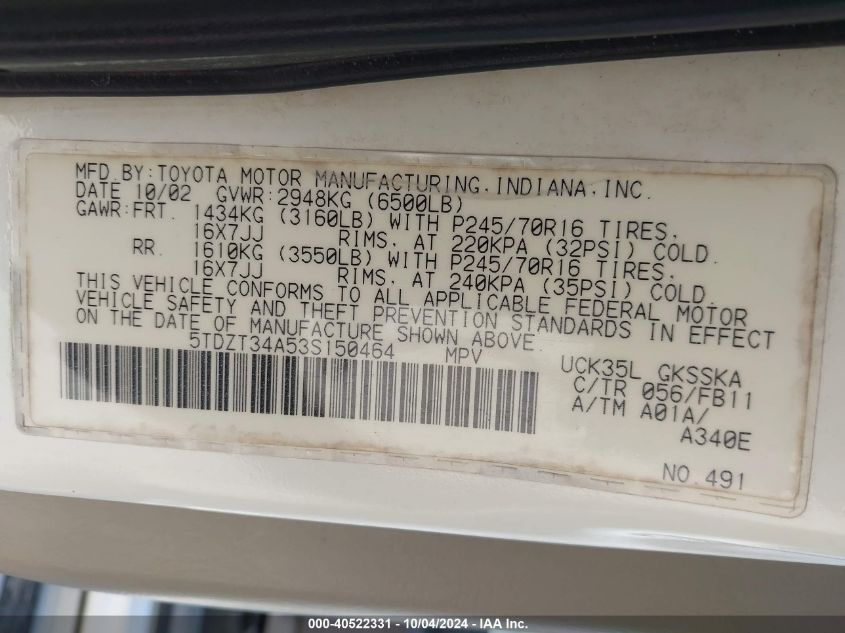 MFD.BY:TOYOTA MOTOR MANUFACTURING.INDIANA.INC.
DATE 10/02 GVWR:2948KG (6500LB)
GAWR:FRT. 1434KG (3160LB) WITH P245/70R16 TIRES.
16X7JJ RIMS. AT 220KPA (32PSI) COLD.
RR. 1610KG (3550LB) WITH P245/70R16 TIRES.
16X7JJ RIMS. AT 240KPA (35PSI) COLD.
THIS VEHICLE CONFORMS TO ALL APPLICABLE FEDERAL MOTOR
VEHICLE SAFETY AND THEFT PREVENTION STANDARDS IN EFFECT
ON THE DATE OF MANUFACTURE SHOWN ABOVE.
5TDZT34A53S150464 MPV
UCK35L GKSSKA
C/TR 056/FB11
A/TM A01A/
A340E
NO.491
000-40522331 - 10/04/2024 - IAA Inc.